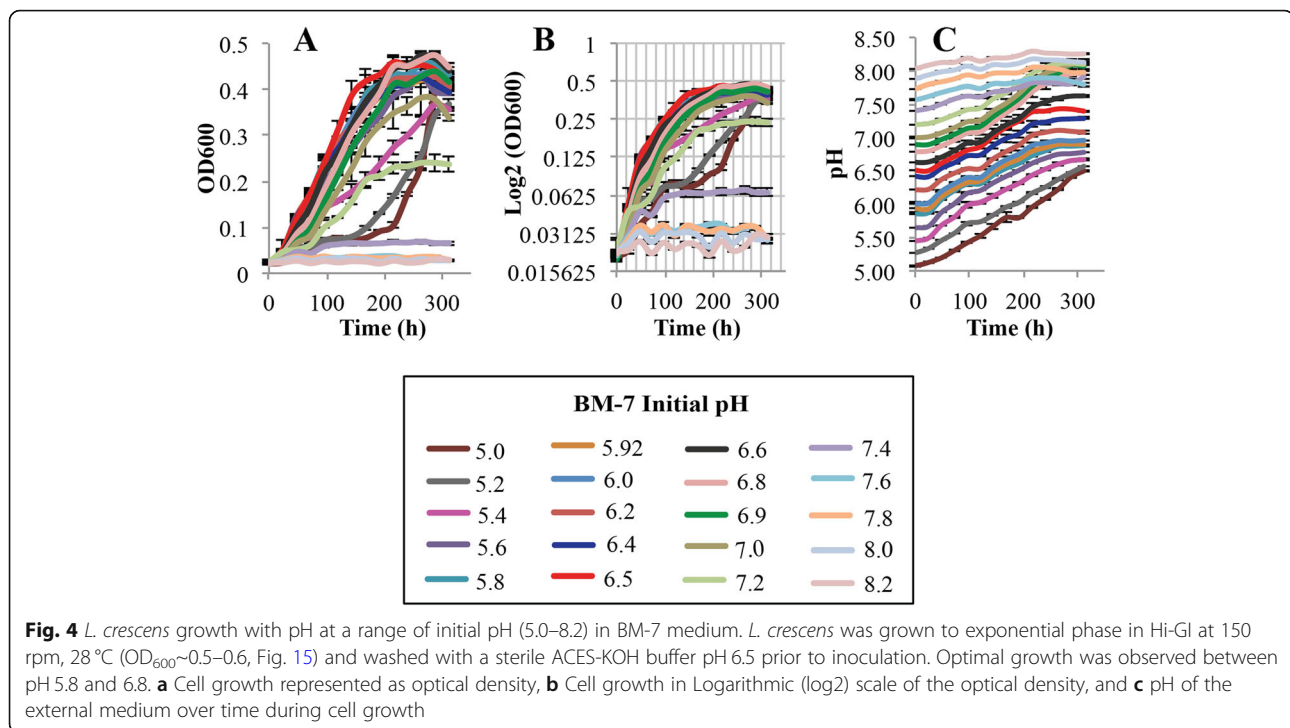 A
0.5
0.4
0.3
0.2
0.1
0
OD600
0 100 200 300
Time (h)
B
1
0.5
0.25
0.125
0.0625
0.03125
0.015625
Log2 (OD600)
0 100 200 300
Time (h)
C
8.50
8.00
7.50
7.00
6.50
6.00
5.50
5.00
pH
0 100 200 300
Time (h)
BM-7 Initial pH
5.0 5.92 6.6 7.4
5.2 6.0 6.8 7.6
5.4 6.2 6.9 7.8
5.6 6.4 7.0 8.0
5.8 6.5 7.2 8.2
Fig. 4 L. crescens growth with pH at a range of initial pH (5.0–8.2) in BM-7 medium. L. crescens was grown to exponential phase in Hi-GI at 150
rpm, 28 °C (OD600~0.5–0.6, Fig. 15) and washed with a sterile ACES-KOH buffer pH 6.5 prior to inoculation. Optimal growth was observed between
pH 5.8 and 6.8. a Cell growth represented as optical density, b Cell growth in Logarithmic (log2) scale of the optical density, and c pH of the
external medium over time during cell growth